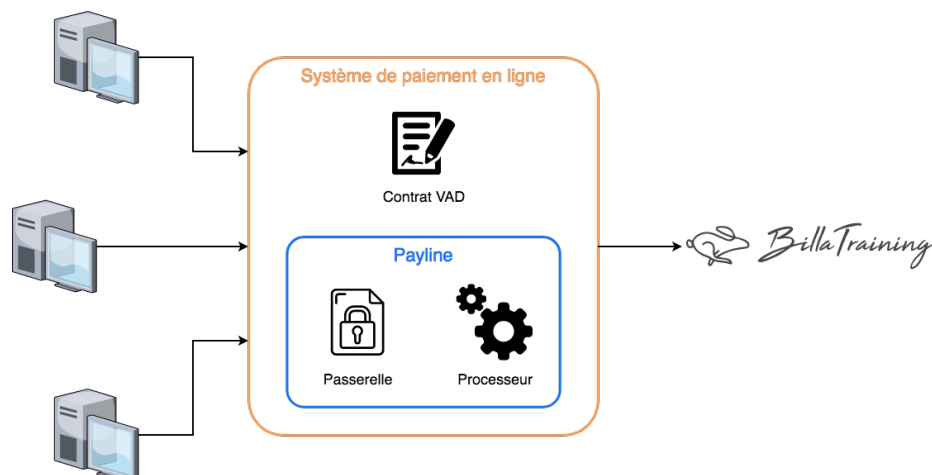 Système de paiement en ligne
Contrat VAD
Payline
Passerelle
Processeur
BillaTraining